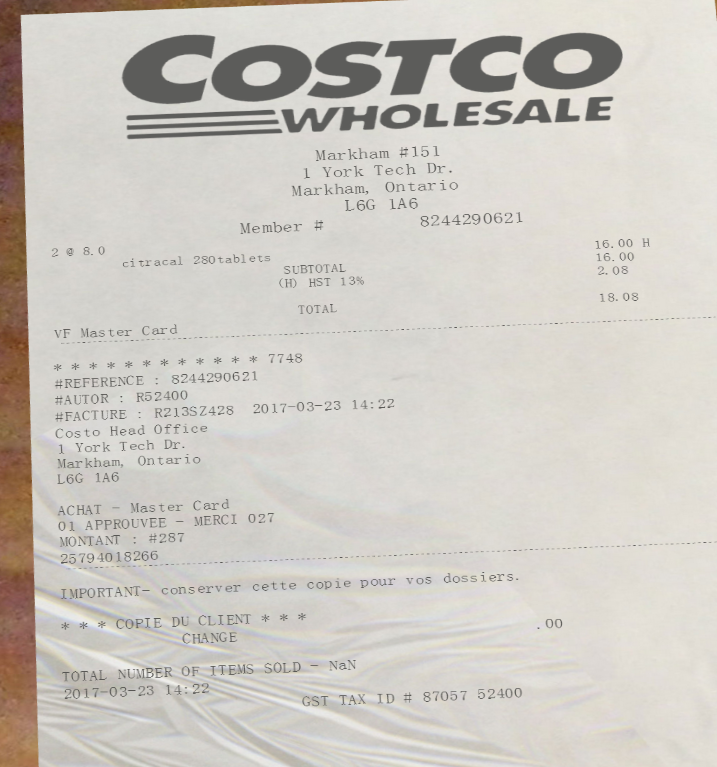 COSTCO
WHOLESALE
Markham #151
1 York Tech Dr.
Markham, Ontario
L6G 1A6
Member # 8244290621
2 @ 8.0 16.00 H
citracal 280tablets 16.00
SUBTOTAL 2.08
(H) HST 13%
TOTAL 18.08
VF Master Card
* * * * * * * * * * * * 7748
#REFERENCE : 8244290621
#AUTOR : R52400
#FACTURE : R213SZ428 2017-03-23 14:22
Costo Head Office
1 York Tech Dr.
Markham, Ontario
L6G 1A6
ACHAT - Master Card
01 APPROUVEE - MERCI 027
MONTANT : #287
25794018266
IMPORTANT- conserver cette copie pour vos dossiers.
* * * COPIE DU CLIENT * * * .00
CHANGE
TOTAL NUMBER OF ITEMS SOLD - NaN
2017-03-23 14:22
GST TAX ID # 87057 52400